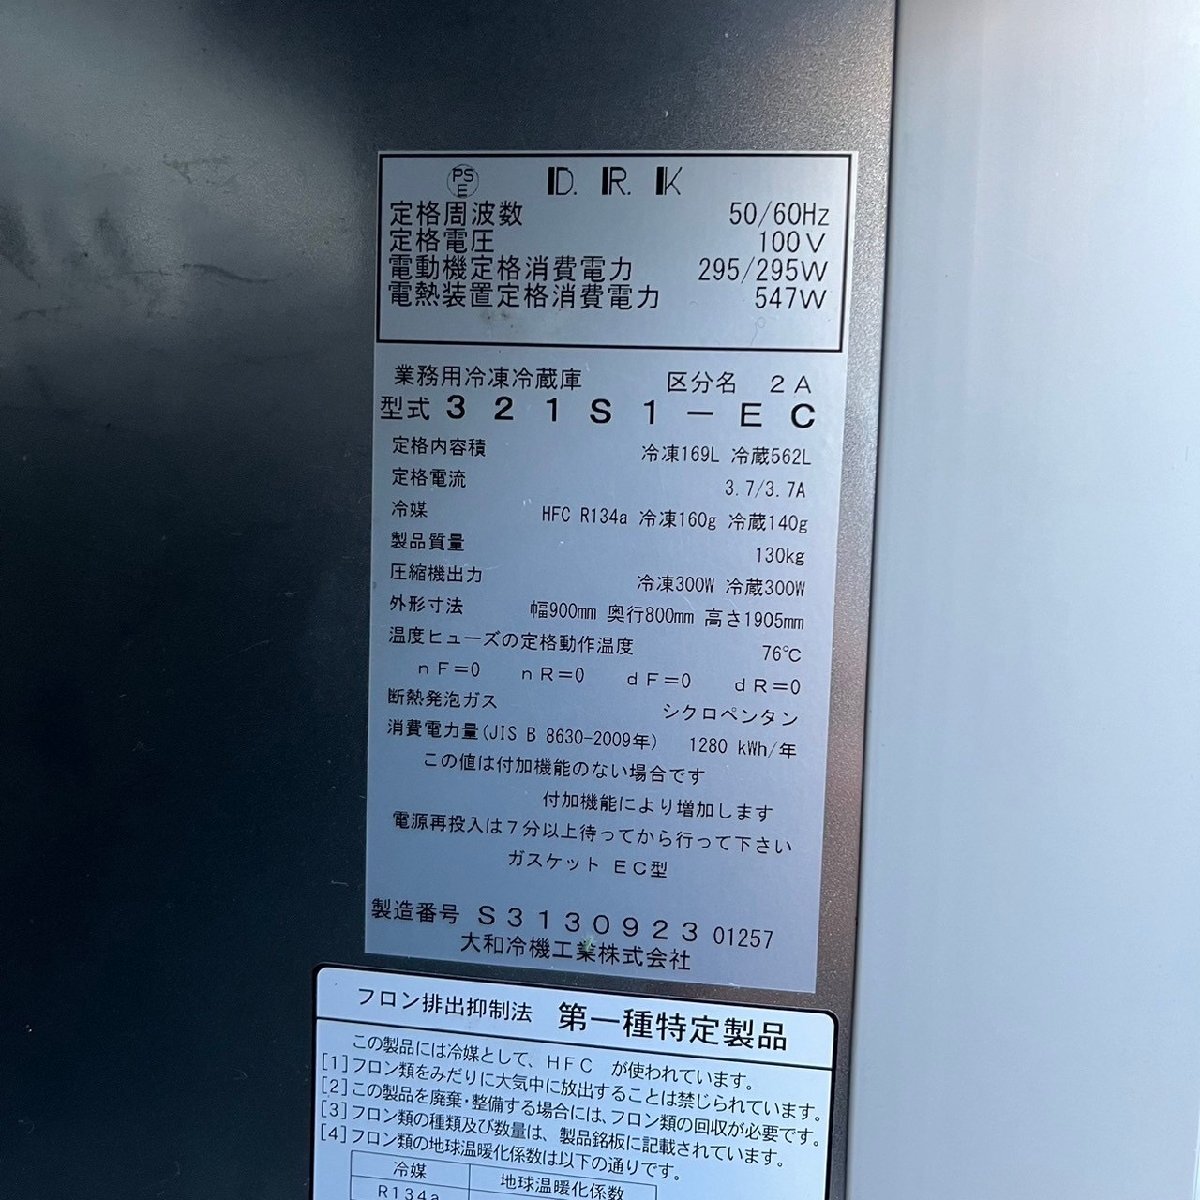 PS E D. R. K
定格周波数 50/60Hz
定格電圧 100V
電動機定格消費電力 295/295W
電熱装置定格消費電力 547W
業務用冷凍冷蔵庫 区分名 2A
型式 321S1-EC
定格内容積 冷凍169L 冷蔵562L
定格電流 3.7/3.7A
冷媒 HFC R134a 冷凍160g 冷蔵140g
製品質量 130kg
圧縮機出力 冷凍300W 冷蔵300W
外形寸法 幅900mm 奥行800mm 高さ1905mm
温度ヒューズの定格動作温度 76℃
nF=0 nR=0 dF=0 dR=0
断熱発泡ガス シクロペンタン
消費電力量(JIS B 8630-2009年) 1280 kWh/年
この値は付加機能のない場合です
付加機能により増加します
電源再投入は7分以上待ってから行って下さい
ガスケット EC型
製造番号 S3130923 01257
大和冷機工業株式会社
フロン排出抑制法 第一種特定製品
この製品には冷媒として、HFC が使われています。
[1]フロン類をみだりに大気中に放出することは禁じられています。
[2]この製品を廃棄・整備する場合には、フロン類の回収が必要です。
[3]フロン類の種類及び数量は、製品銘板に記載されています。
[4]フロン類の地球温暖化係数は以下の通りです。
冷媒 地球温暖化係数
R134a